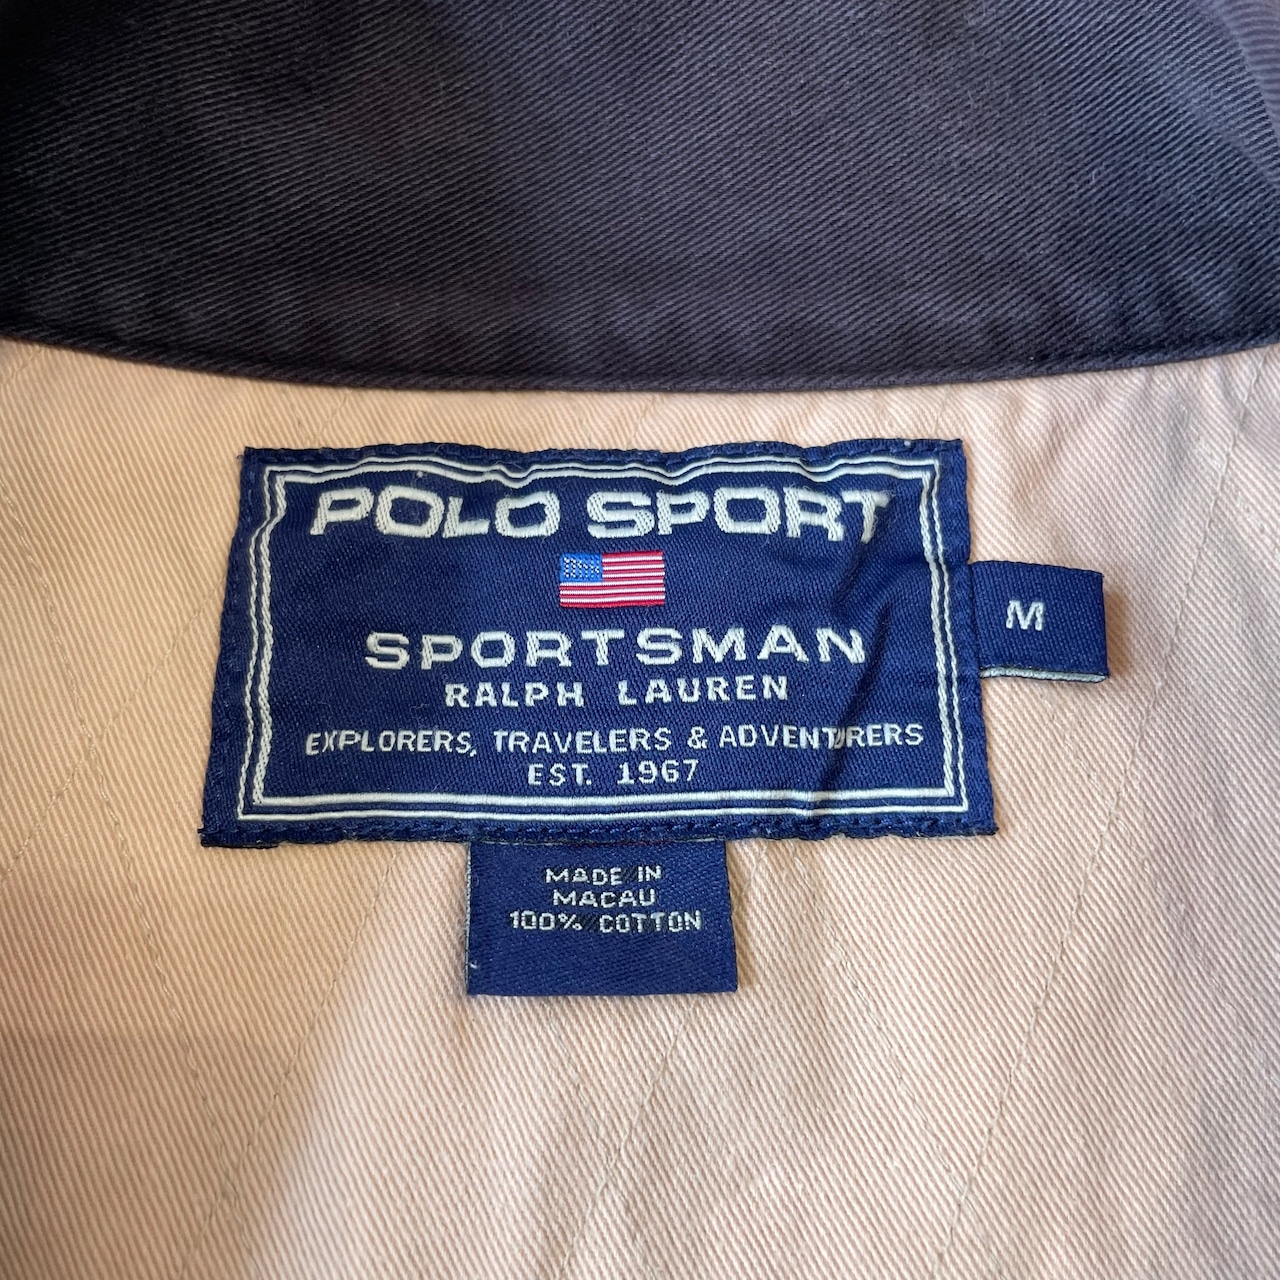 POLO SPORT
SPORTSMAN
RALPH LAUREN
EXPLORERS, TRAVELERS & ADVENTURERS
EST. 1967
M
MADE IN
MACAU
100% COTTON